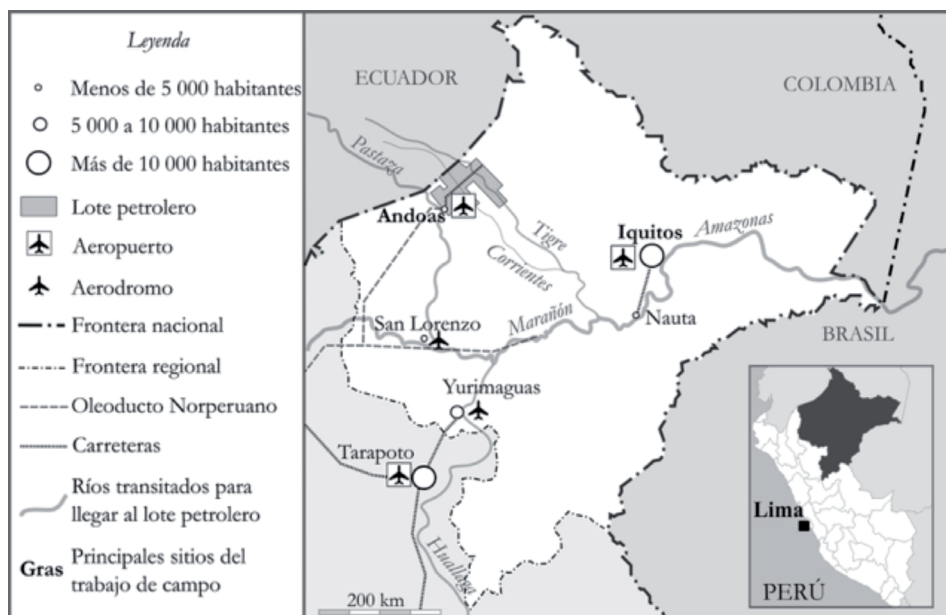 Leyenda
Menos de 5 000 habitantes
5 000 a 10 000 habitantes
Más de 10 000 habitantes
Lote petrolero
Aeropuerto
Aerodromo
Frontera nacional
Frontera regional
Oleoducto Norperuano
Carreteras
Ríos transitados para
llegar al lote petrolero
Gras
Principales sitios del
trabajo de campo
ECUADOR
COLOMBIA
Pastaza
Andoas
Tigre
Corrientes
Iquitos
Amazonas
Nauta
Marañón
San Lorenzo
BRASIL
Yurimaguas
Tarapoto
Huallaga
200 km
Lima
PERÚ